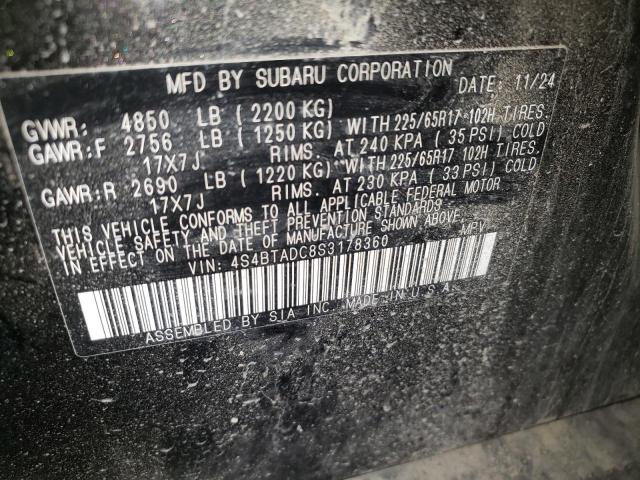 MFD BY SUBARU CORPORATION DATE: 11/24
GVWR: 4850 LB (2200 KG)
GAWR:F 2756 LB (1250 KG) WITH 225/65R17 102H TIRES.
17X7J RIMS. AT 240 KPA (35 PSI) COLD
GAWR:R 2690 LB (1220 KG) WITH 225/65R17 102H TIRES.
17X7J RIMS. AT 230 KPA (33 PSI) COLD
THIS VEHICLE CONFORMS TO ALL APPLICABLE FEDERAL MOTOR
VEHICLE SAFETY AND THEFT PREVENTION STANDARDS
IN EFFECT ON THE DATE OF MANUFACTURE SHOWN ABOVE.
VIN: 4S4BTADC8S3178360 MPV
ASSEMBLED BY SIA INC. MADE IN U.S.A